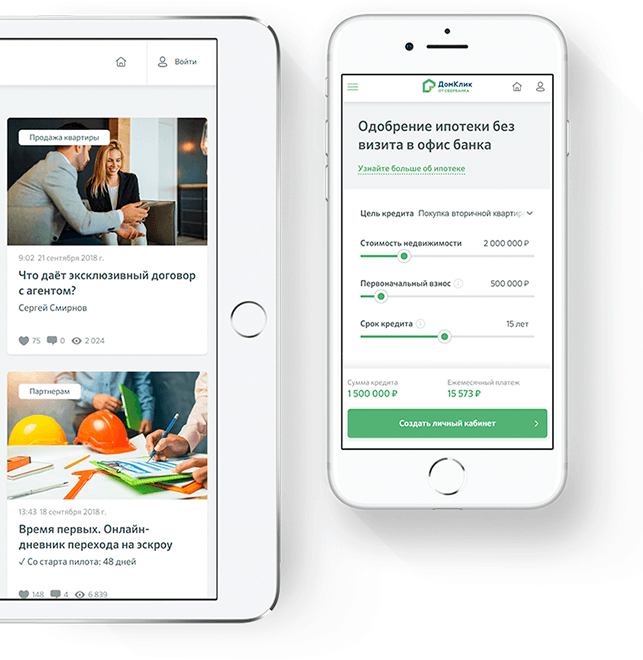 Войти
Продажа квартиры
9:02 21 сентября 2018 г.
Что даёт эксклюзивный договор
с агентом?
Сергей Смирнов
75 0 2 024
Партнерам
13:43 18 сентября 2018 г.
Время первых. Онлайн-
дневник перехода на эскроу
✓ Со старта пилота: 48 дней
148 4 6 839
ДомКлик
ОТ СБЕРБАНКА
Одобрение ипотеки без
визита в офис банка
Узнайте больше об ипотеке
Цель кредита Покупка вторичной квартир
Стоимость недвижимости 2 000 000 ₽
Первоначальный взнос 500 000 ₽
Срок кредита 15 лет
Сумма кредита Ежемесячный платеж
1 500 000 ₽ 15 573 ₽
Создать личный кабинет